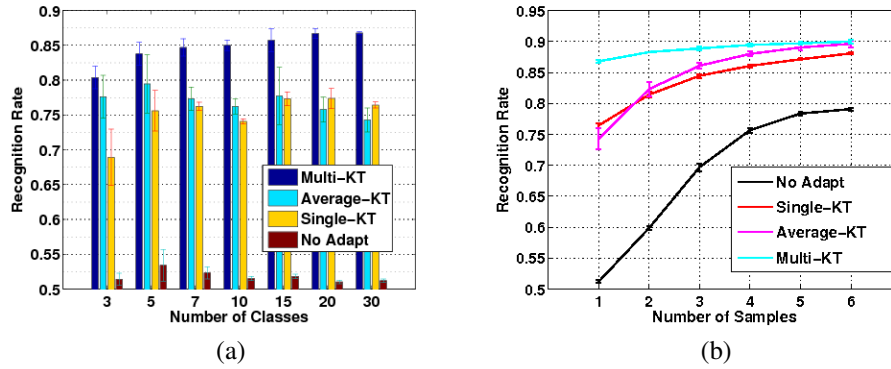 0.9
0.85
0.8
0.75
0.7
0.65
0.6
0.55
0.5
Recognition Rate
3 5 7 10 15 20 30
Number of Classes
Multi−KT
Average−KT
Single−KT
No Adapt
(a)
0.95
0.9
0.85
0.8
0.75
0.7
0.65
0.6
0.55
0.5
Recognition Rate
1 2 3 4 5 6
Number of Samples
No Adapt
Single−KT
Average−KT
Multi−KT
(b)